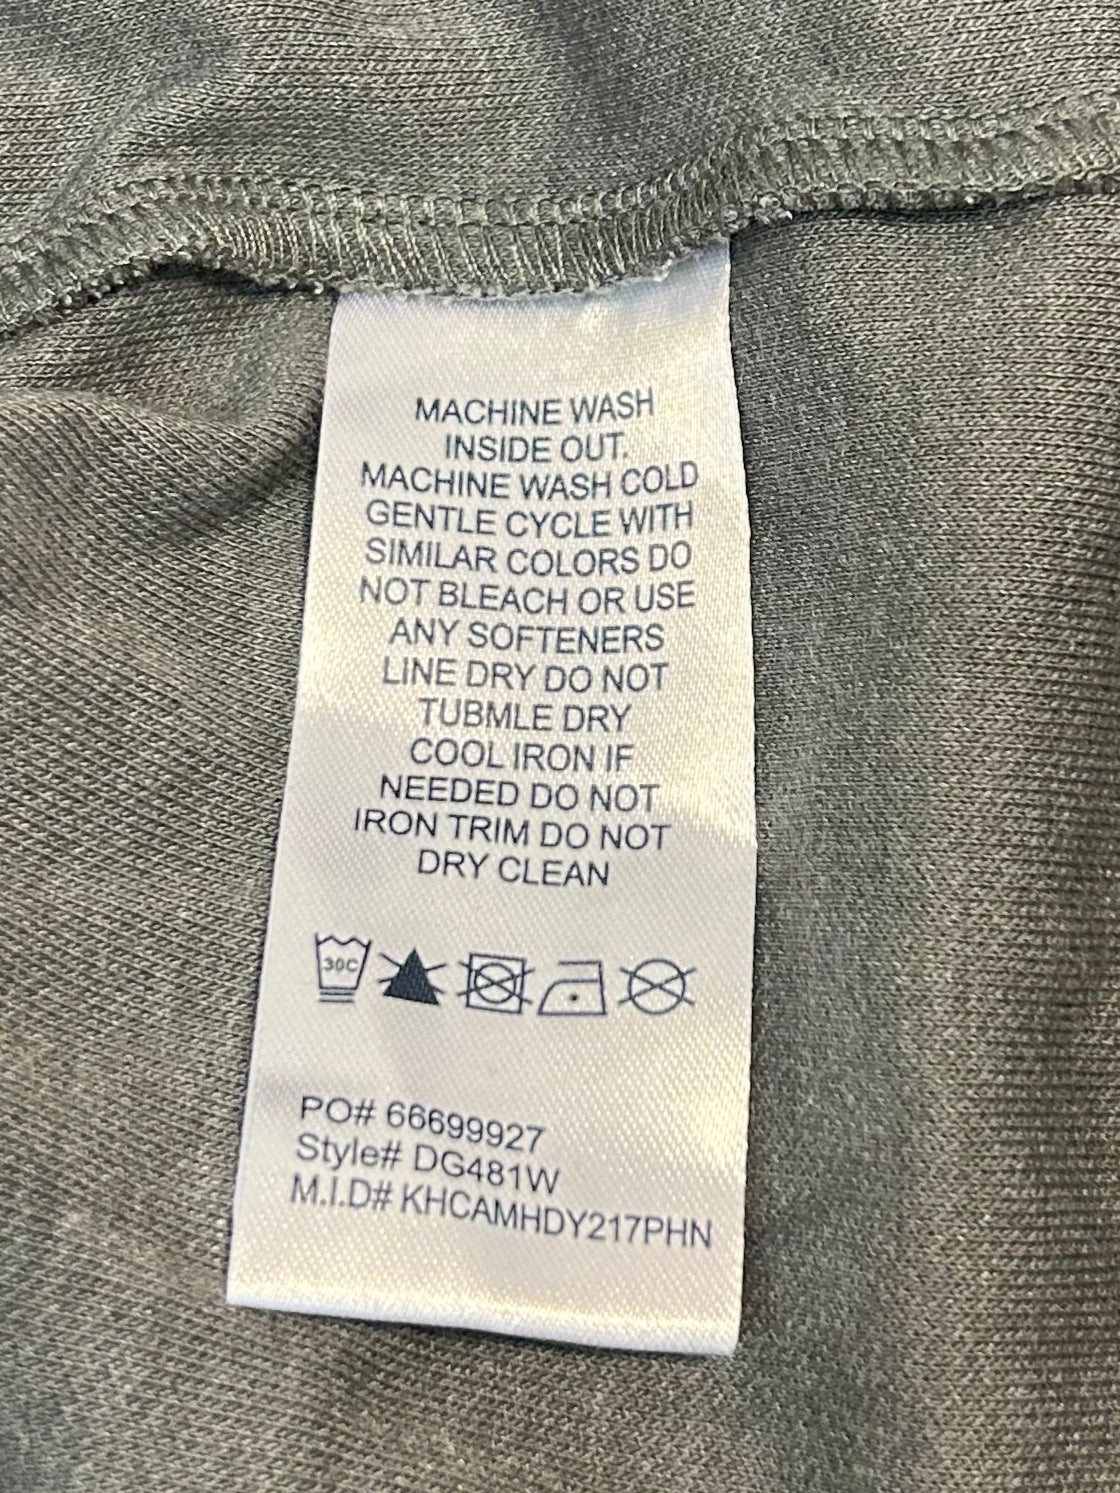 MACHINE WASH
INSIDE OUT.
MACHINE WASH COLD
GENTLE CYCLE WITH
SIMILAR COLORS DO
NOT BLEACH OR USE
ANY SOFTENERS
LINE DRY DO NOT
TUBMLE DRY
COOL IRON IF
NEEDED DO NOT
IRON TRIM DO NOT
DRY CLEAN
30C
PO# 66699927
Style# DG481W
M.I.D# KHCAMHDY217PHN